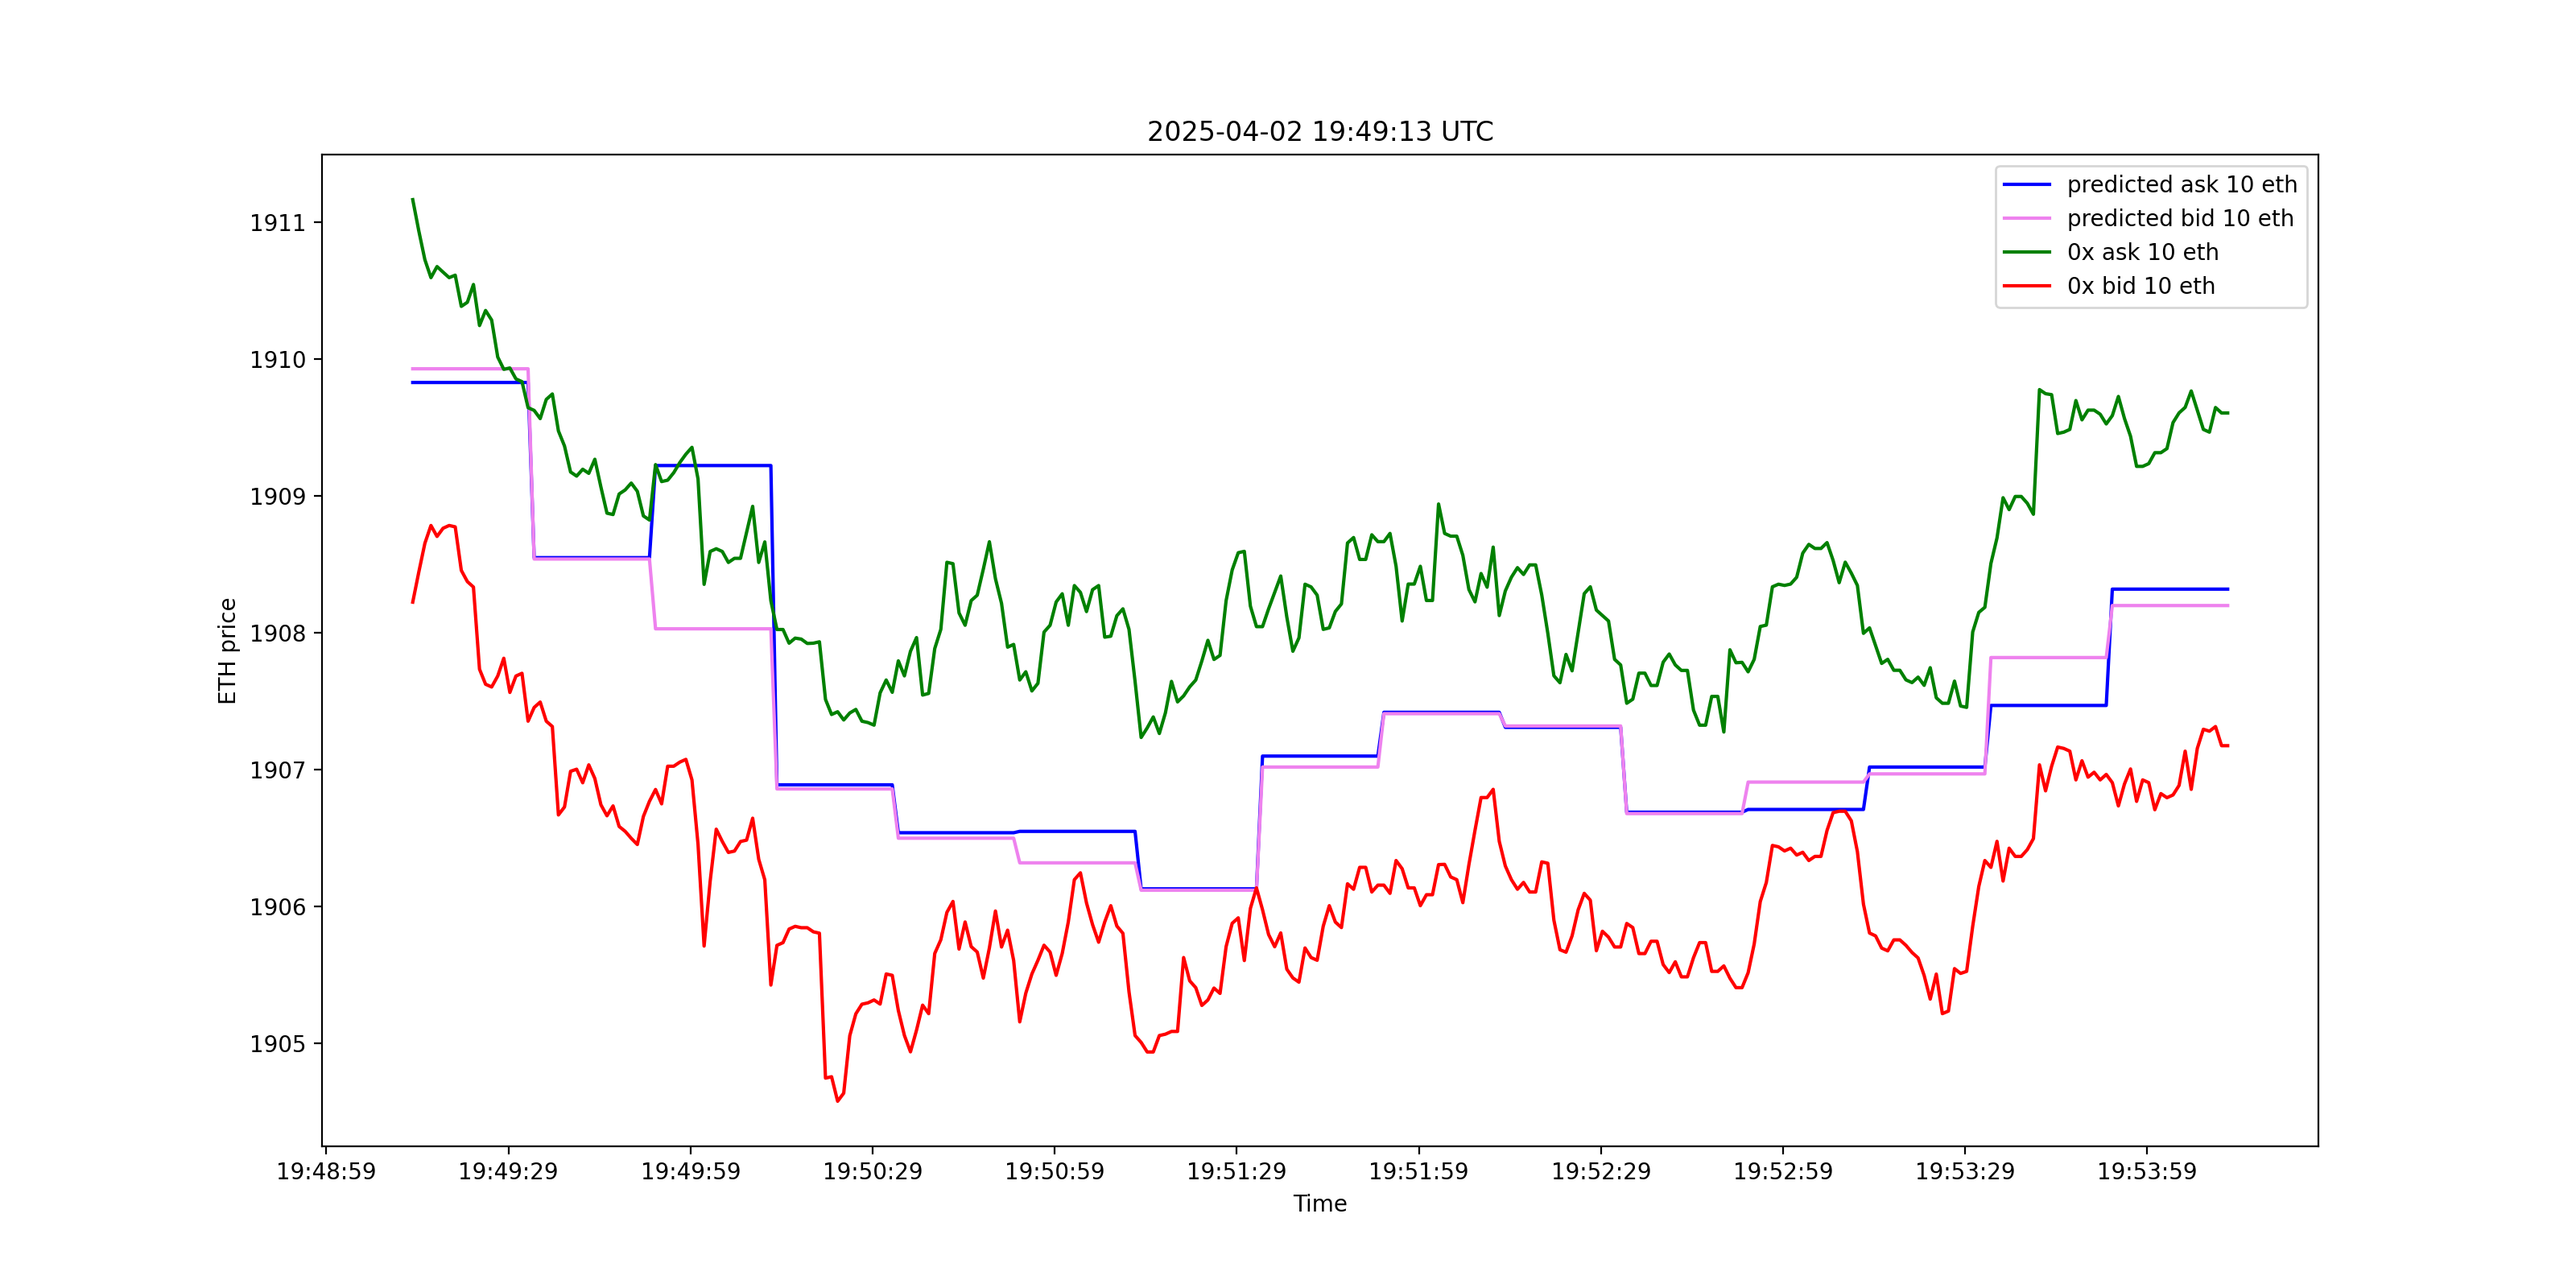 2025-04-02 19:49:13 UTC
predicted ask 10 eth
predicted bid 10 eth
0x ask 10 eth
0x bid 10 eth
ETH price
1911
1910
1909
1908
1907
1906
1905
19:48:59 19:49:29 19:49:59 19:50:29 19:50:59 19:51:29 19:51:59 19:52:29 19:52:59 19:53:29 19:53:59
Time